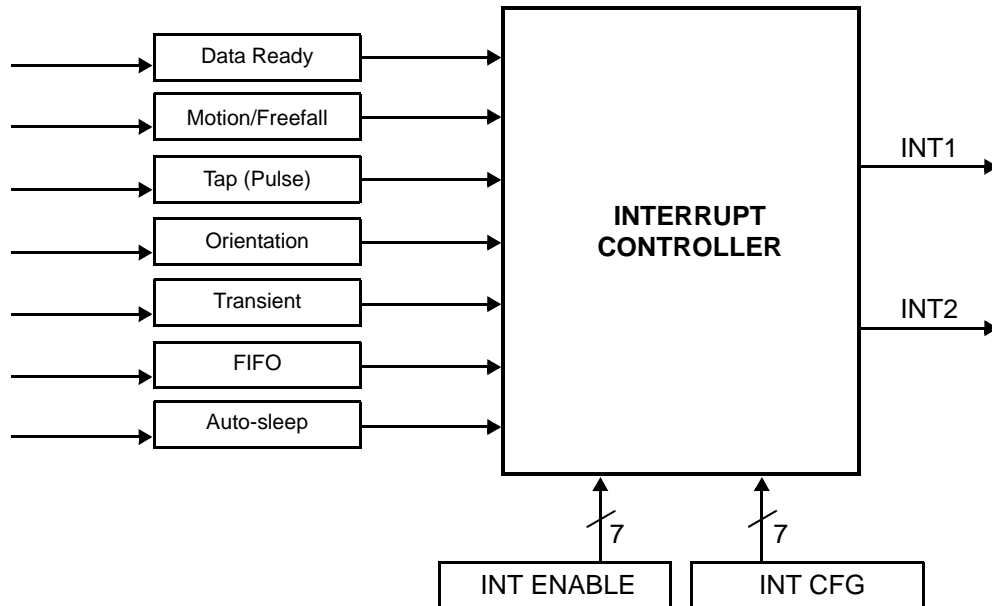 Data Ready
Motion/Freefall
Tap (Pulse)
Orientation
Transient
FIFO
Auto-sleep
INTERRUPT
CONTROLLER
INT1
INT2
7
7
INT ENABLE
INT CFG